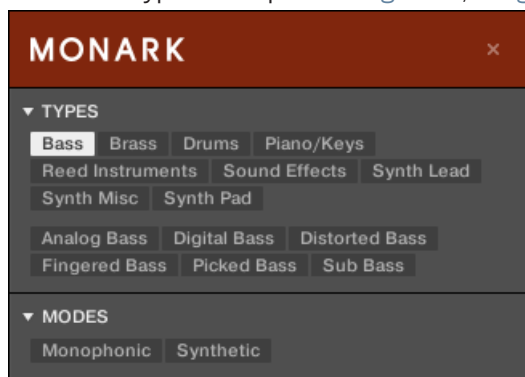 MONARK ×
▼ TYPES
Bass Brass Drums Piano/Keys
Reed Instruments Sound Effects Synth Lead
Synth Misc Synth Pad
Analog Bass Digital Bass Distorted Bass
Fingered Bass Picked Bass Sub Bass
▼ MODES
Monophonic Synthetic